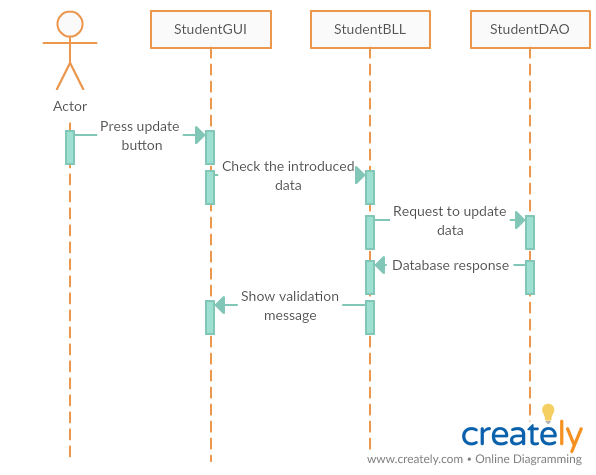 StudentGUI
StudentBLL
StudentDAO
Actor
Press update
button
Check the introduced
data
Request to update
data
Database response
Show validation
message
creately
www.creately.com • Online Diagramming